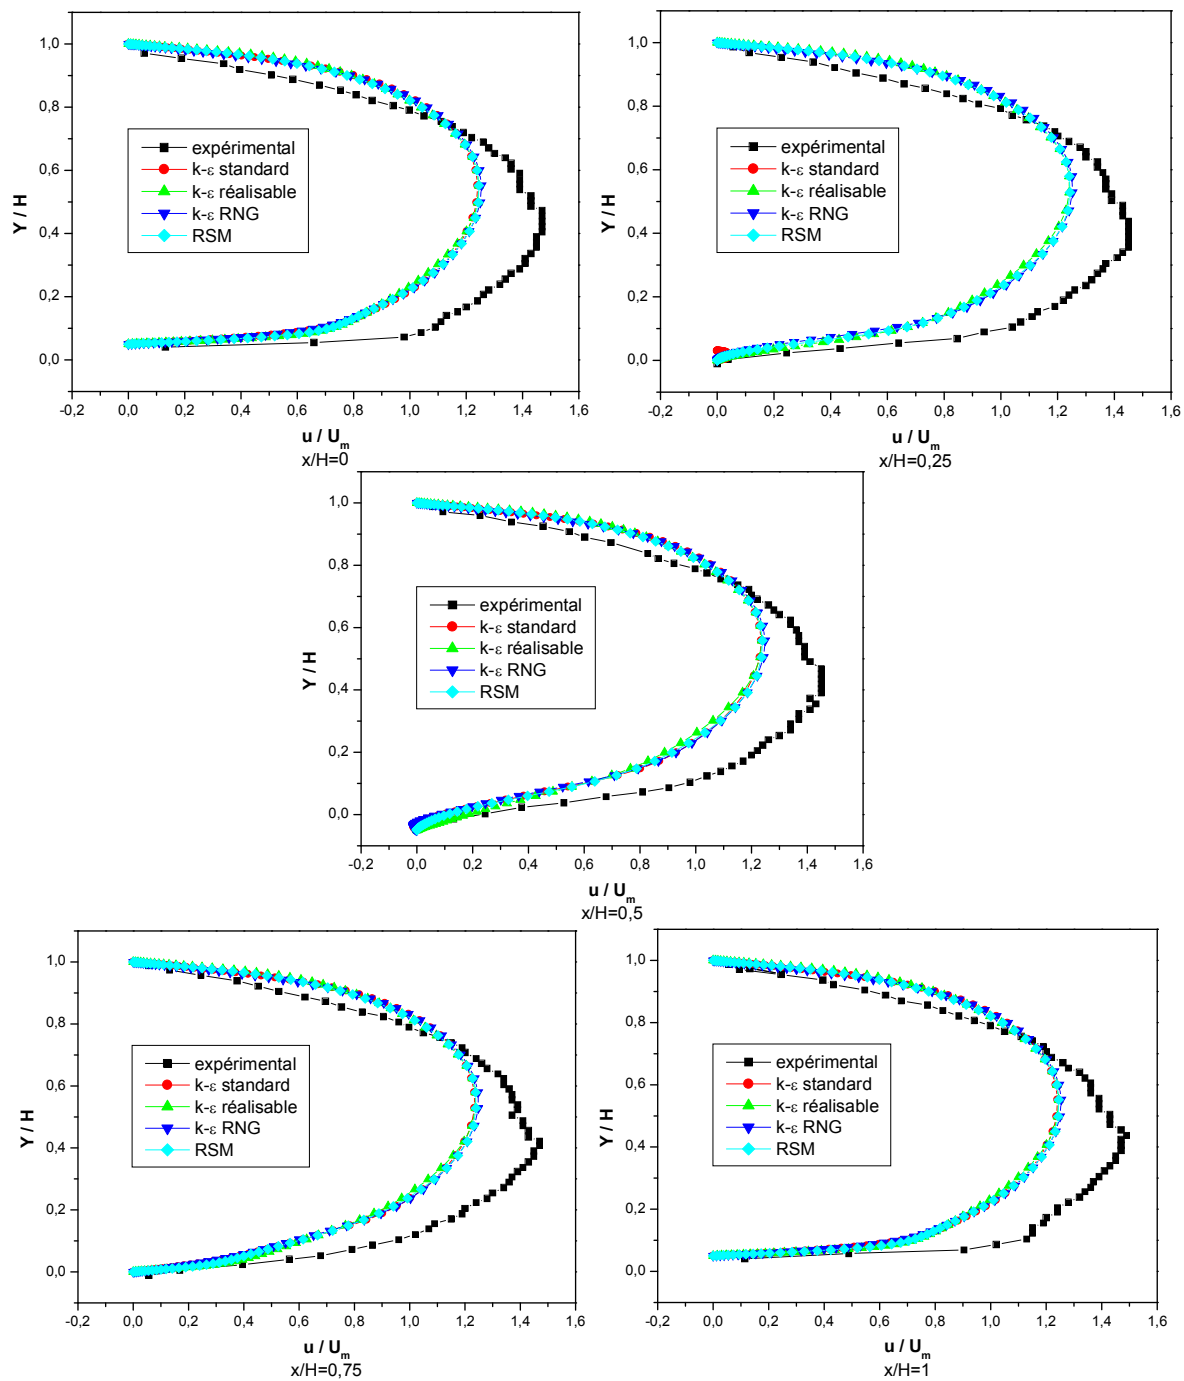 1,0
0,8
0,6
0,4
0,2
0,0
Y / H
expérimental
k-ε standard
k-ε réalisable
k-ε RNG
RSM
-0,2 0,0 0,2 0,4 0,6 0,8 1,0 1,2 1,4 1,6
u / Um
x/H=0
1,0
0,8
0,6
0,4
0,2
0,0
Y / H
expérimental
k-ε standard
k-ε réalisable
k-ε RNG
RSM
-0,2 0,0 0,2 0,4 0,6 0,8 1,0 1,2 1,4 1,6
u / Um
x/H=0,25
1,0
0,8
0,6
0,4
0,2
0,0
Y / H
expérimental
k-ε standard
k-ε réalisable
k-ε RNG
RSM
-0,2 0,0 0,2 0,4 0,6 0,8 1,0 1,2 1,4 1,6
u / Um
x/H=0,5
1,0
0,8
0,6
0,4
0,2
0,0
Y / H
expérimental
k-ε standard
k-ε réalisable
k-ε RNG
RSM
-0,2 0,0 0,2 0,4 0,6 0,8 1,0 1,2 1,4 1,6
u / Um
x/H=0,75
1,0
0,8
0,6
0,4
0,2
0,0
Y / H
expérimental
k-ε standard
k-ε réalisable
k-ε RNG
RSM
-0,2 0,0 0,2 0,4 0,6 0,8 1,0 1,2 1,4 1,6
u / Um
x/H=1